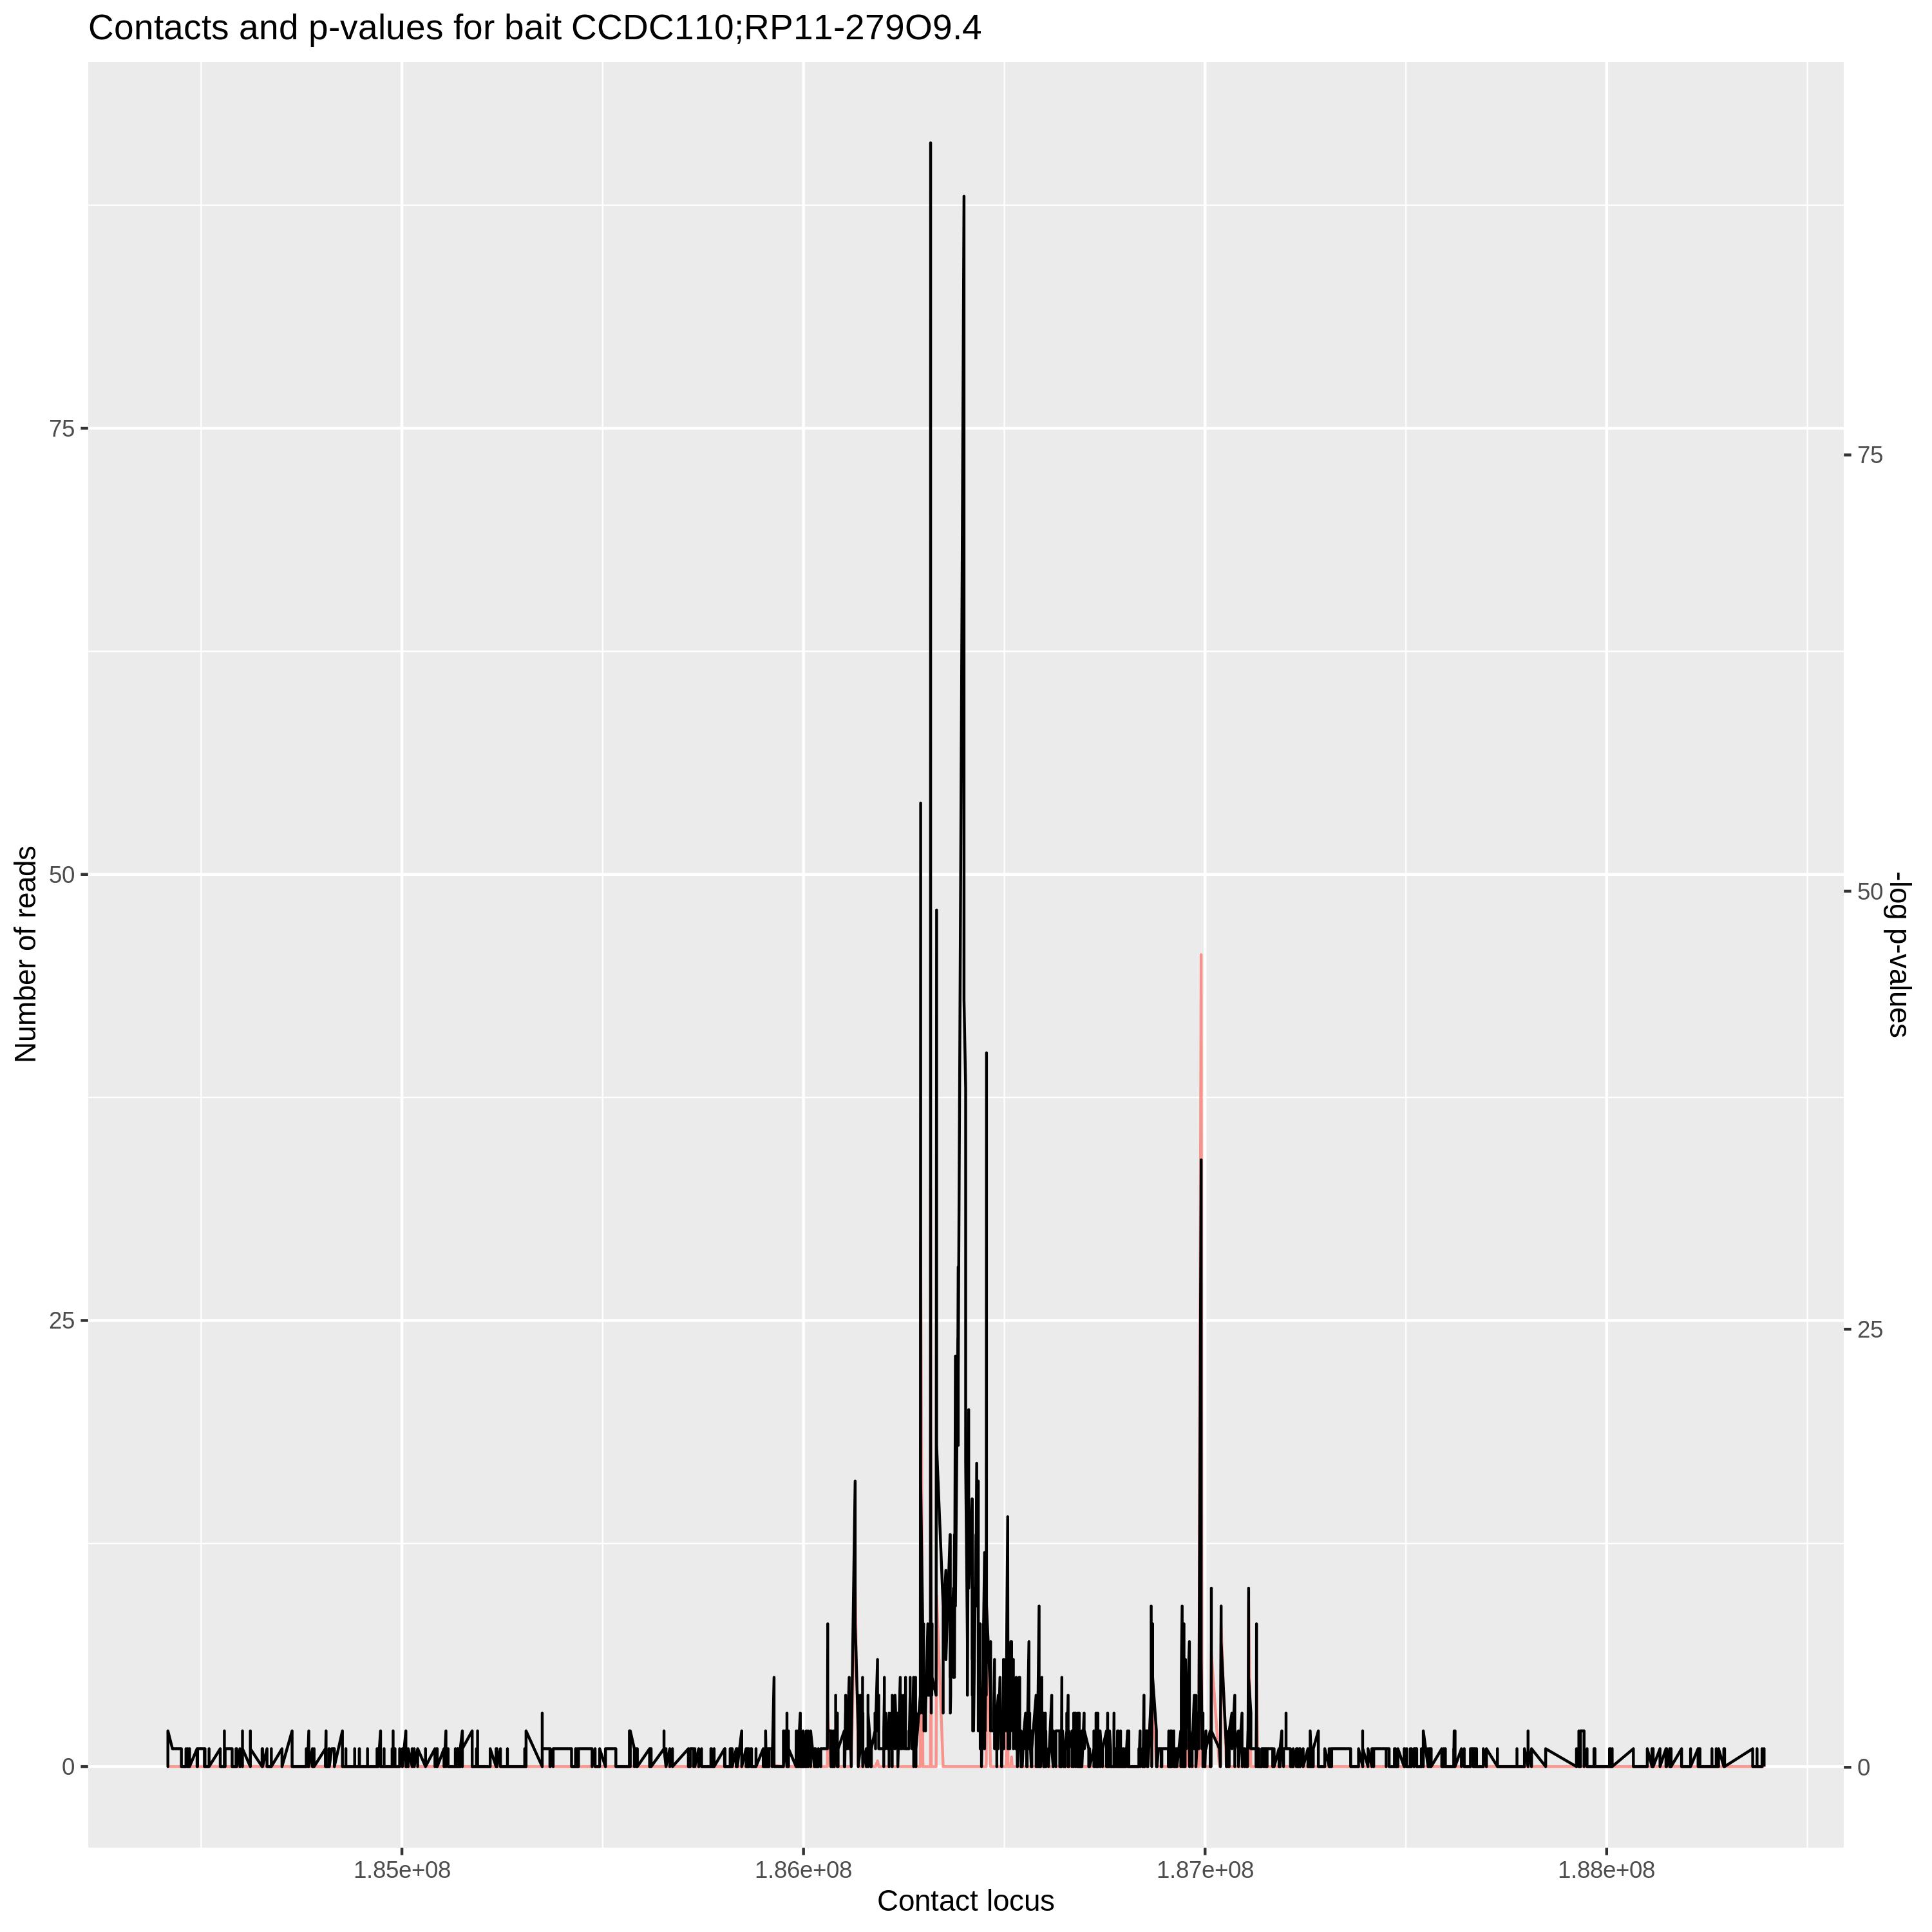 Contacts and p-values for bait CCDC110;RP11-279O9.4
75
50
25
0
75
50
25
0
Number of reads
-log p-values
1.85e+08 1.86e+08 1.87e+08 1.88e+08
Contact locus